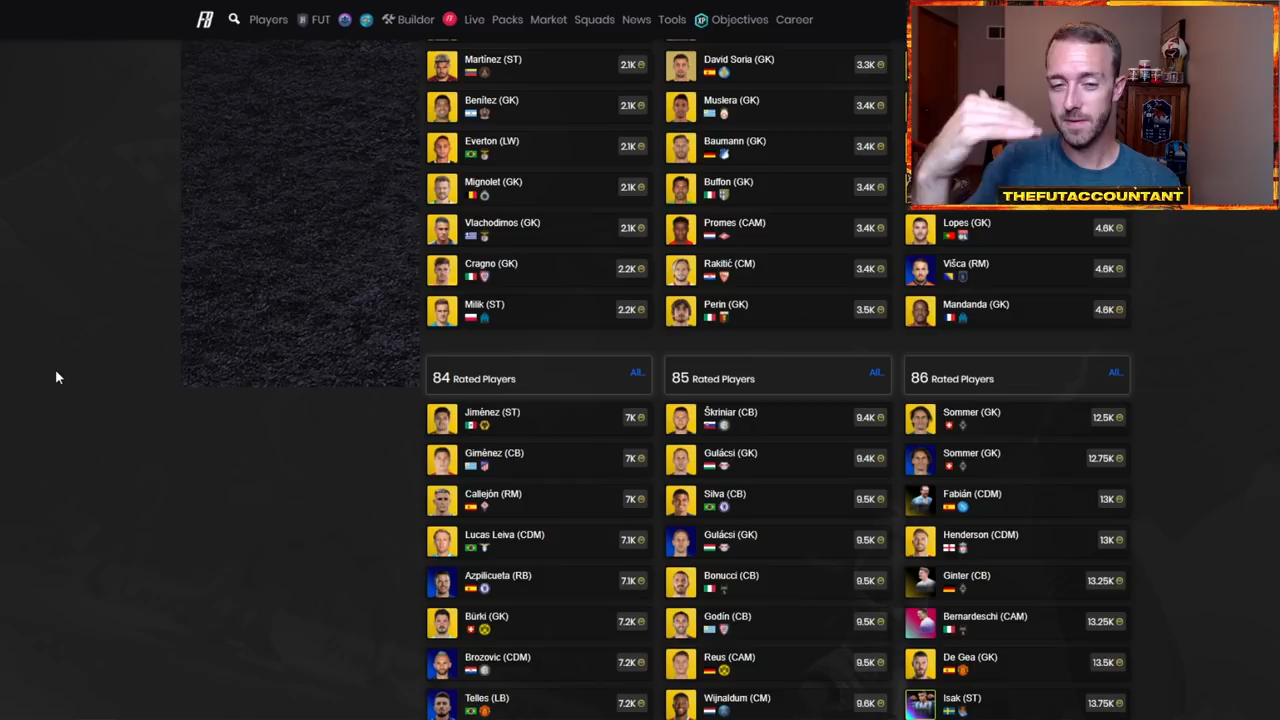 FB Players FUT Builder Live Packs Market Squads News Tools XP Objectives Career
Martínez (ST) 2.1K
Benítez (GK) 2.1K
Everton (LW) 2.1K
Mignolet (GK) 2.1K
Vlachodimos (GK) 2.1K
Cragno (GK) 2.2K
Milik (ST) 2.2K
David Soria (GK) 3.3K
Muslera (GK) 3.4K
Baumann (GK) 3.4K
Buffon (GK) 3.4K
Promes (CAM) 3.4K
Rakitić (CM) 3.4K
Perin (GK) 3.5K
THEFUTACCOUNTANT
Lopes (GK) 4.6K
Višca (RM) 4.6K
Mandanda (GK) 4.6K
84 Rated Players All..
Jiménez (ST) 7K
Giménez (CB) 7K
Callejón (RM) 7K
Lucas Leiva (CDM) 7.1K
Azpilicueta (RB) 7.1K
Bürki (GK) 7.2K
Brozovic (CDM) 7.2K
Telles (LB) 7.2K
85 Rated Players All..
Škriniar (CB) 9.4K
Gulácsi (GK) 9.4K
Silva (CB) 9.5K
Gulácsi (GK) 9.5K
Bonucci (CB) 9.5K
Godín (CB) 9.5K
Reus (CAM) 9.5K
Wijnaldum (CM) 9.6K
86 Rated Players All..
Sommer (GK) 12.5K
Sommer (GK) 12.75K
Fabián (CDM) 13K
Henderson (CDM) 13K
Ginter (CB) 13.25K
Bernardeschi (CAM) 13.25K
De Gea (GK) 13.5K
Isak (ST) 13.75K